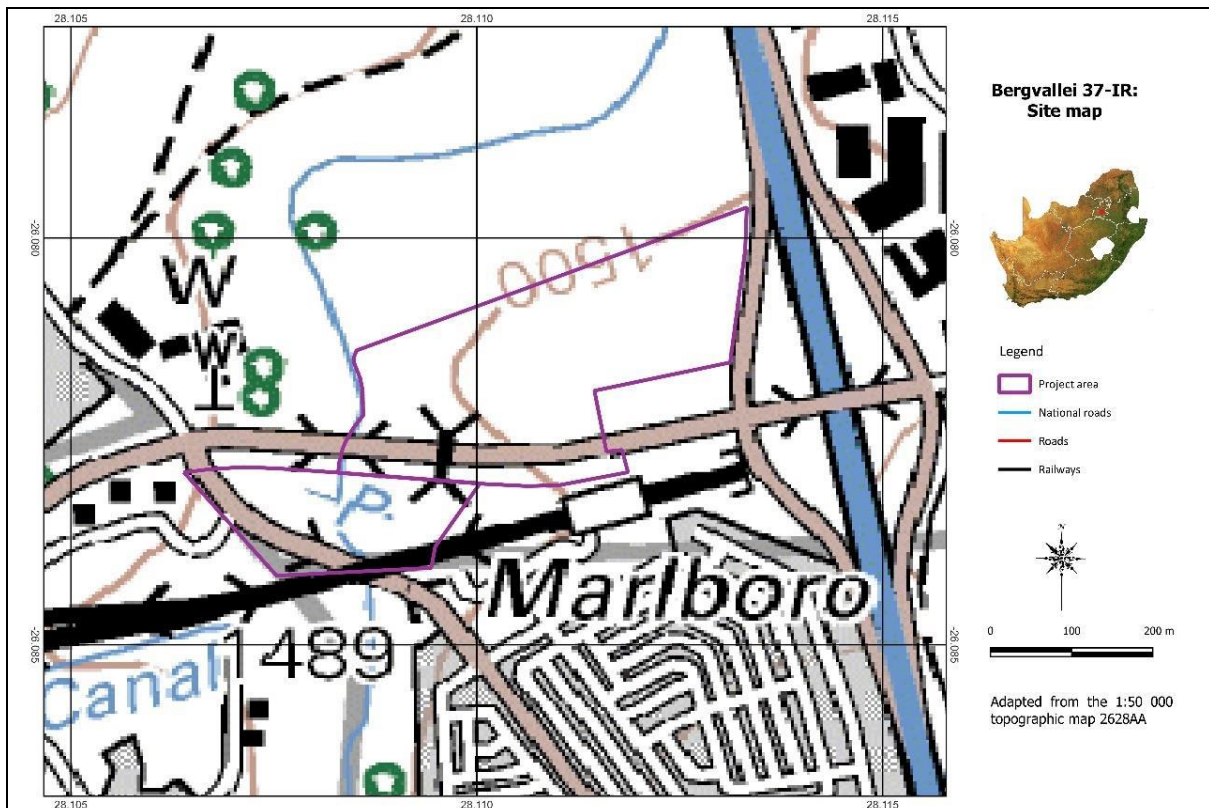 28.105 28.110 28.115
-26.080 -26.080
1500
W
W
P.
Marlboro
1489
Canal
-26.085 -26.085
28.105 28.110 28.115
Bergvallei 37-IR:
Site map
Legend
Project area
National roads
Roads
Railways
N
0 100 200 m
Adapted from the 1:50 000
topographic map 2628AA